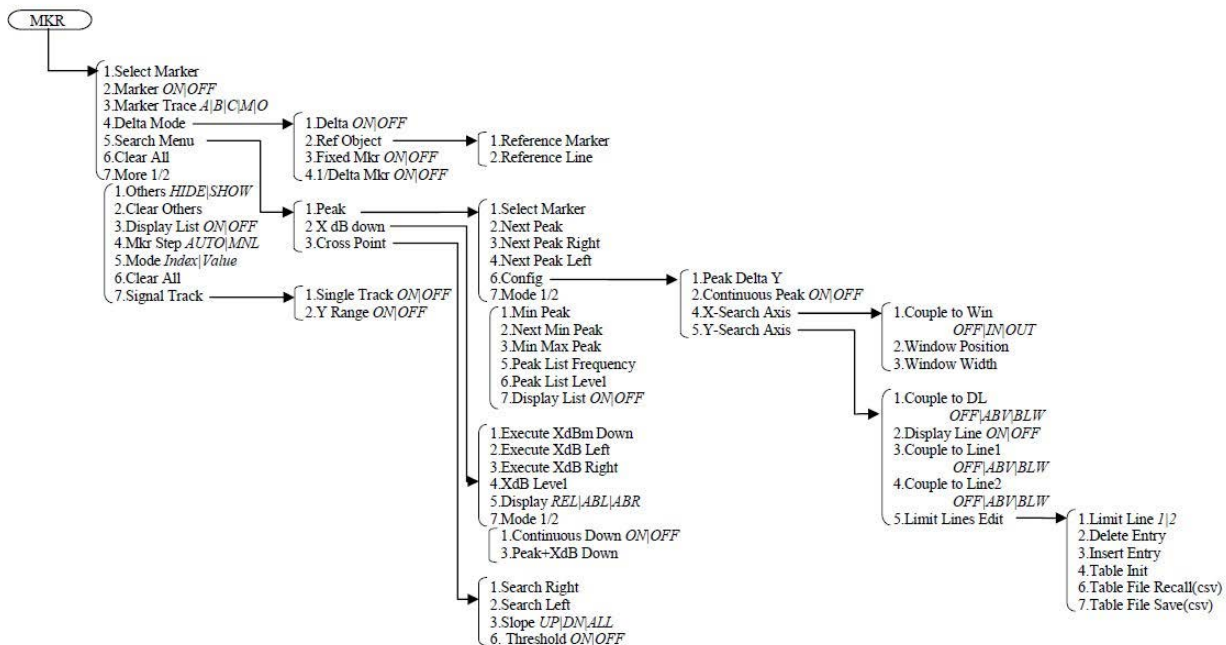 MKR
1.Select Marker
2.Marker ON|OFF
3.Marker Trace A|B|C|M|O
4.Delta Mode
5.Search Menu
6.Clear All
7.More 1/2
1.Others HIDE|SHOW
2.Clear Others
3.Display List ON|OFF
4.Mkr Step AUTO|MNL
5.Mode Index|Value
6.Clear All
7.Signal Track
1.Delta ON|OFF
2.Ref Object
3.Fixed Mkr ON|OFF
4.1/Delta Mkr ON|OFF
1.Reference Marker
2.Reference Line
1.Peak
2 X dB down
3.Cross Point
1.Single Track ON|OFF
2.Y Range ON|OFF
1.Select Marker
2.Next Peak
3.Next Peak Right
4.Next Peak Left
6.Config
7.Mode 1/2
1.Min Peak
2.Next Min Peak
3.Min Max Peak
5.Peak List Frequency
6.Peak List Level
7.Display List ON|OFF
1.Peak Delta Y
2.Continuous Peak ON|OFF
4.X-Search Axis
5.Y-Search Axis
1.Couple to Win
OFF|IN|OUT
2.Window Position
3.Window Width
1.Couple to DL
OFF|ABV|BLW
2.Display Line ON|OFF
3.Couple to Line1
OFF|ABV|BLW
4.Couple to Line2
OFF|ABV|BLW
5.Limit Lines Edit
1.Limit Line 1|2
2.Delete Entry
3.Insert Entry
4.Table Init
6.Table File Recall(csv)
7.Table File Save(csv)
1.Execute XdBm Down
2.Execute XdB Left
3.Execute XdB Right
4.XdB Level
5.Display REL|ABL|ABR
7.Mode 1/2
1.Continuous Down ON|OFF
3.Peak+XdB Down
1.Search Right
2.Search Left
3.Slope UP|DN|ALL
6. Threshold ON|OFF